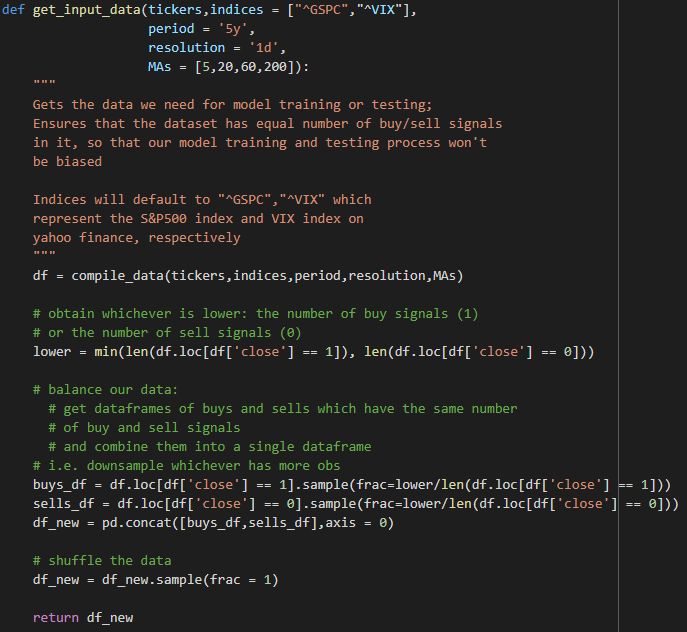 def get_input_data(tickers,indices = ["^GSPC","^VIX"],
                   period = '5y',
                   resolution = '1d',
                   MAs = [5,20,60,200]):
    """
    Gets the data we need for model training or testing;
    Ensures that the dataset has equal number of buy/sell signals
    in it, so that our model training and testing process won't
    be biased

    Indices will default to "^GSPC","^VIX" which
    represent the S&P500 index and VIX index on
    yahoo finance, respectively
    """
    df = compile_data(tickers,indices,period,resolution,MAs)

    # obtain whichever is lower: the number of buy signals (1)
    # or the number of sell signals (0)
    lower = min(len(df.loc[df['close'] == 1]), len(df.loc[df['close'] == 0]))

    # balance our data:
      # get dataframes of buys and sells which have the same number
      # of buy and sell signals
      # and combine them into a single dataframe
    # i.e. downsample whichever has more obs
    buys_df = df.loc[df['close'] == 1].sample(frac=lower/len(df.loc[df['close'] == 1]))
    sells_df = df.loc[df['close'] == 0].sample(frac=lower/len(df.loc[df['close'] == 0]))
    df_new = pd.concat([buys_df,sells_df],axis = 0)

    # shuffle the data
    df_new = df_new.sample(frac = 1)

    return df_new